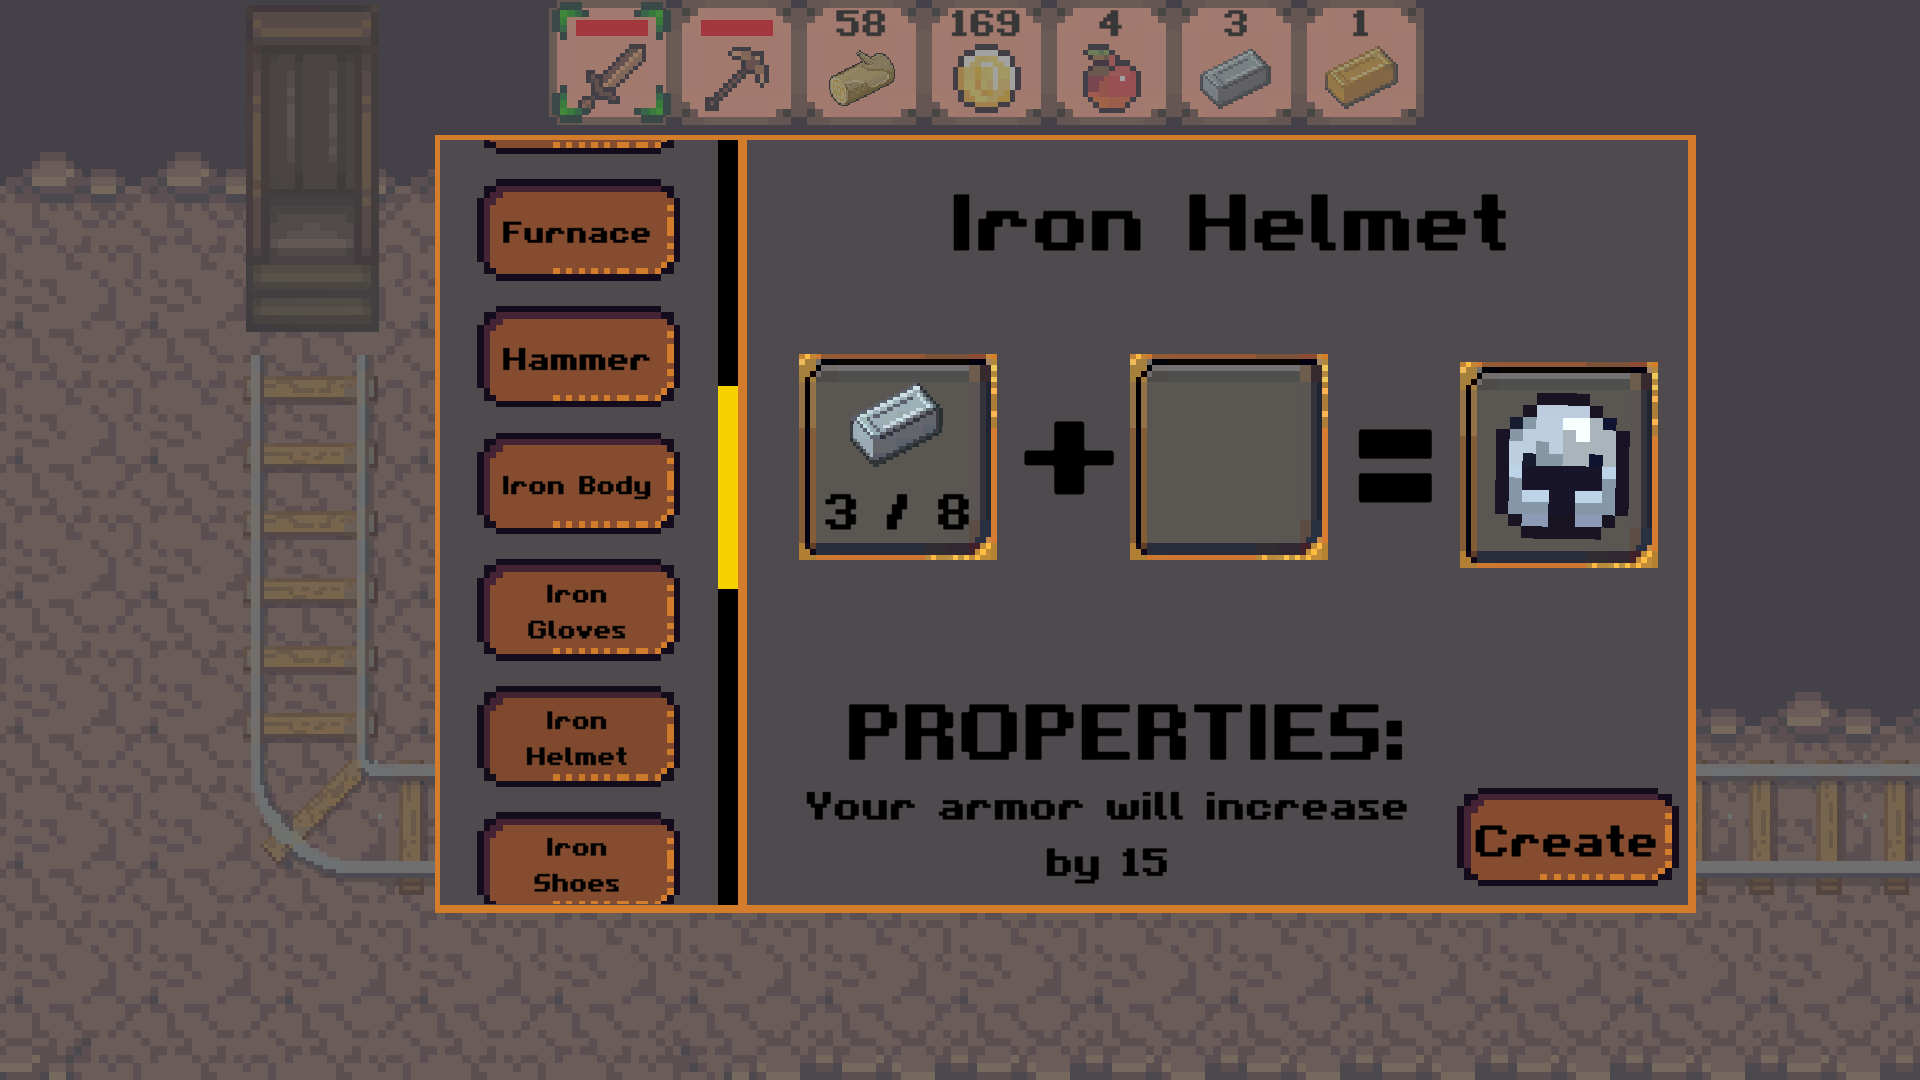 58
169
4
3
1
Furnace
Hammer
Iron Body
Iron
Gloves
Iron
Helmet
Iron
Shoes
Iron Helmet
3 / 8
+
=
PROPERTIES:
Your armor will increase
by 15
Create